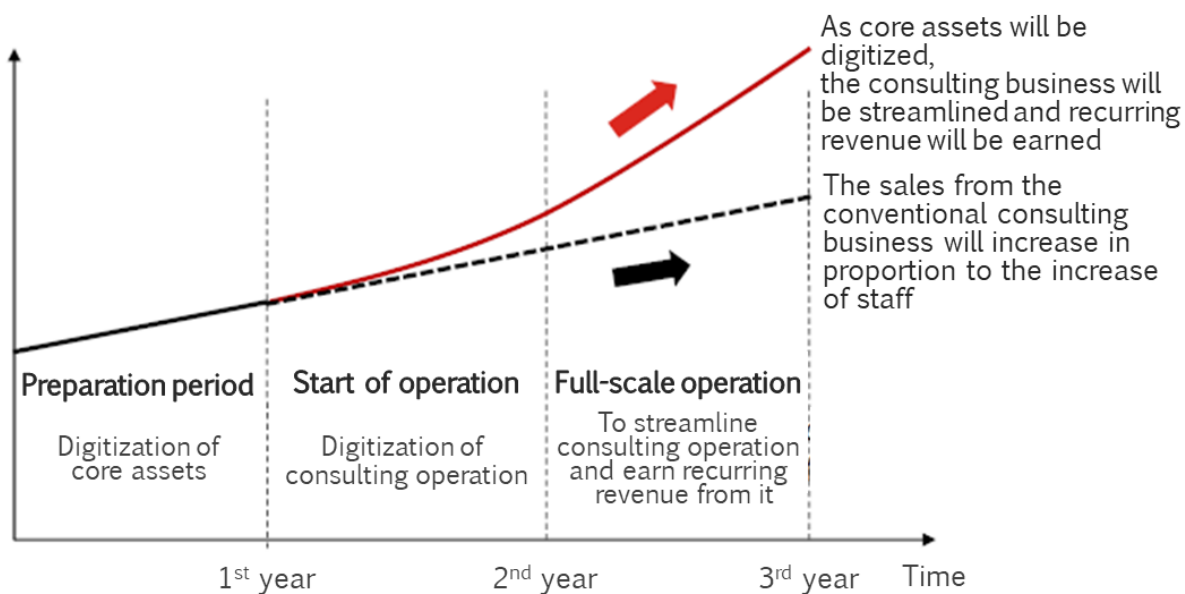 As core assets will be
digitized,
the consulting business will
be streamlined and recurring
revenue will be earned
The sales from the
conventional consulting
business will increase in
proportion to the increase
of staff
Preparation period
Digitization of
core assets
Start of operation
Digitization of
consulting operation
Full-scale operation
To streamline
consulting operation
and earn recurring
revenue from it
1st year
2nd year
3rd year
Time